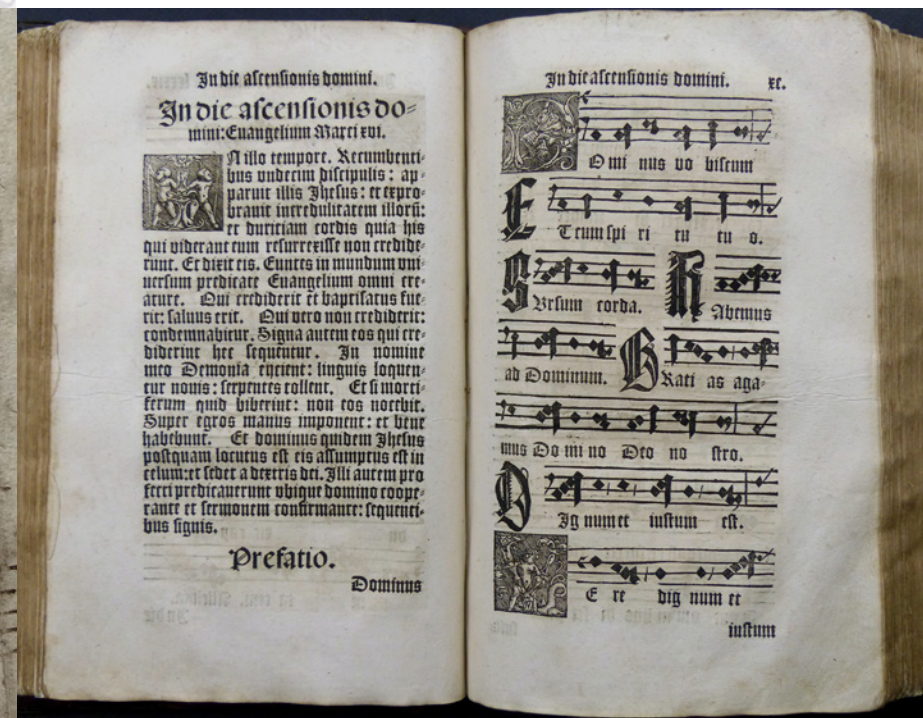 In die ascensionis domini.
In die ascensionis do=
mini: Euangelium Marci xvi.
N illo tempore. Recumbenti-
bus vndecim discipulis: ap-
paruit illis Jhesus: et expro-
brauit incredulitatem illorū:
et duriciam cordis quia his
qui viderant eum resurrexisse non credide-
runt. Et dixit eis. Euntes in mundum vni-
uersum predicate Euangelium omni cre-
ature. Qui crediderit et baptisatus fue-
rit: saluus erit. Qui vero non crediderit:
condemnabitur. Signa autem eos qui cre-
diderint hec sequentur. In nomine
meo Demonia eijcient: linguis loquen-
tur nouis: serpentes tollent. Et si morti-
ferum quid biberint: non eos nocebit.
Super egros manus imponent: et bene
habebunt. Et dominus quidem Jhesus
postquam locutus est eis assumptus est in
celum: et sedet a dextris dei. Illi autem pro
fecti predicauerunt vbique domino coope-
rante et sermonem confirmante: sequenti-
bus signis.
Prefatio.
Dominus
In die ascensionis domini. xc.
D Omi nus vo biscum
E T cum spi ri tu tu o.
S Vrsum corda. H Abemus
ad Dominum. G Rati as aga-
mus Do mi no Deo no stro.
D Ig num et iustum est.
V E re dig num et
iustum